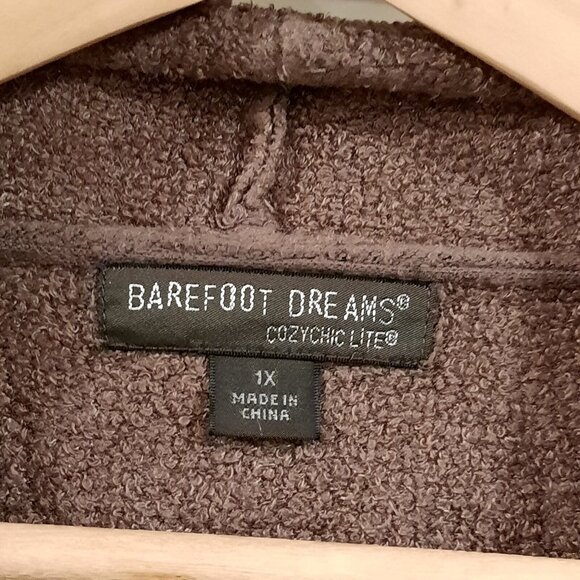 BAREFOOT DREAMS®
COZYCHIC LITE®
1X
MADE IN
CHINA